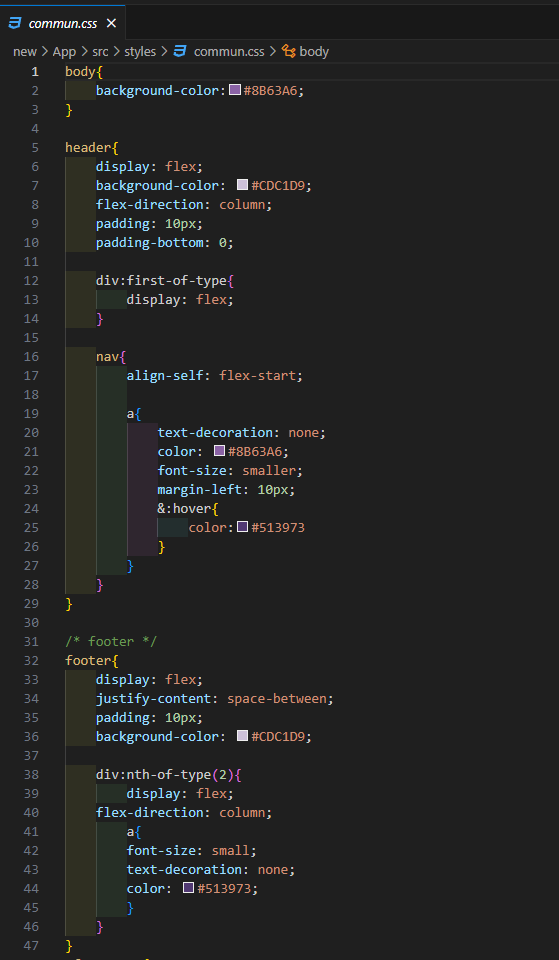 commun.css ×
new > App > src > styles > commun.css > body
1 body{
2     background-color:#8B63A6;
3 }
4
5 header{
6     display: flex;
7     background-color: #CDC1D9;
8     flex-direction: column;
9     padding: 10px;
10     padding-bottom: 0;
11
12     div:first-of-type{
13         display: flex;
14     }
15
16     nav{
17         align-self: flex-start;
18
19         a{
20             text-decoration: none;
21             color: #8B63A6;
22             font-size: smaller;
23             margin-left: 10px;
24             &:hover{
25                 color:#513973
26             }
27         }
28     }
29 }
30
31 /* footer */
32 footer{
33     display: flex;
34     justify-content: space-between;
35     padding: 10px;
36     background-color: #CDC1D9;
37
38     div:nth-of-type(2){
39         display: flex;
40     flex-direction: column;
41         a{
42         font-size: small;
43         text-decoration: none;
44         color: #513973;
45         }
46     }
47 }